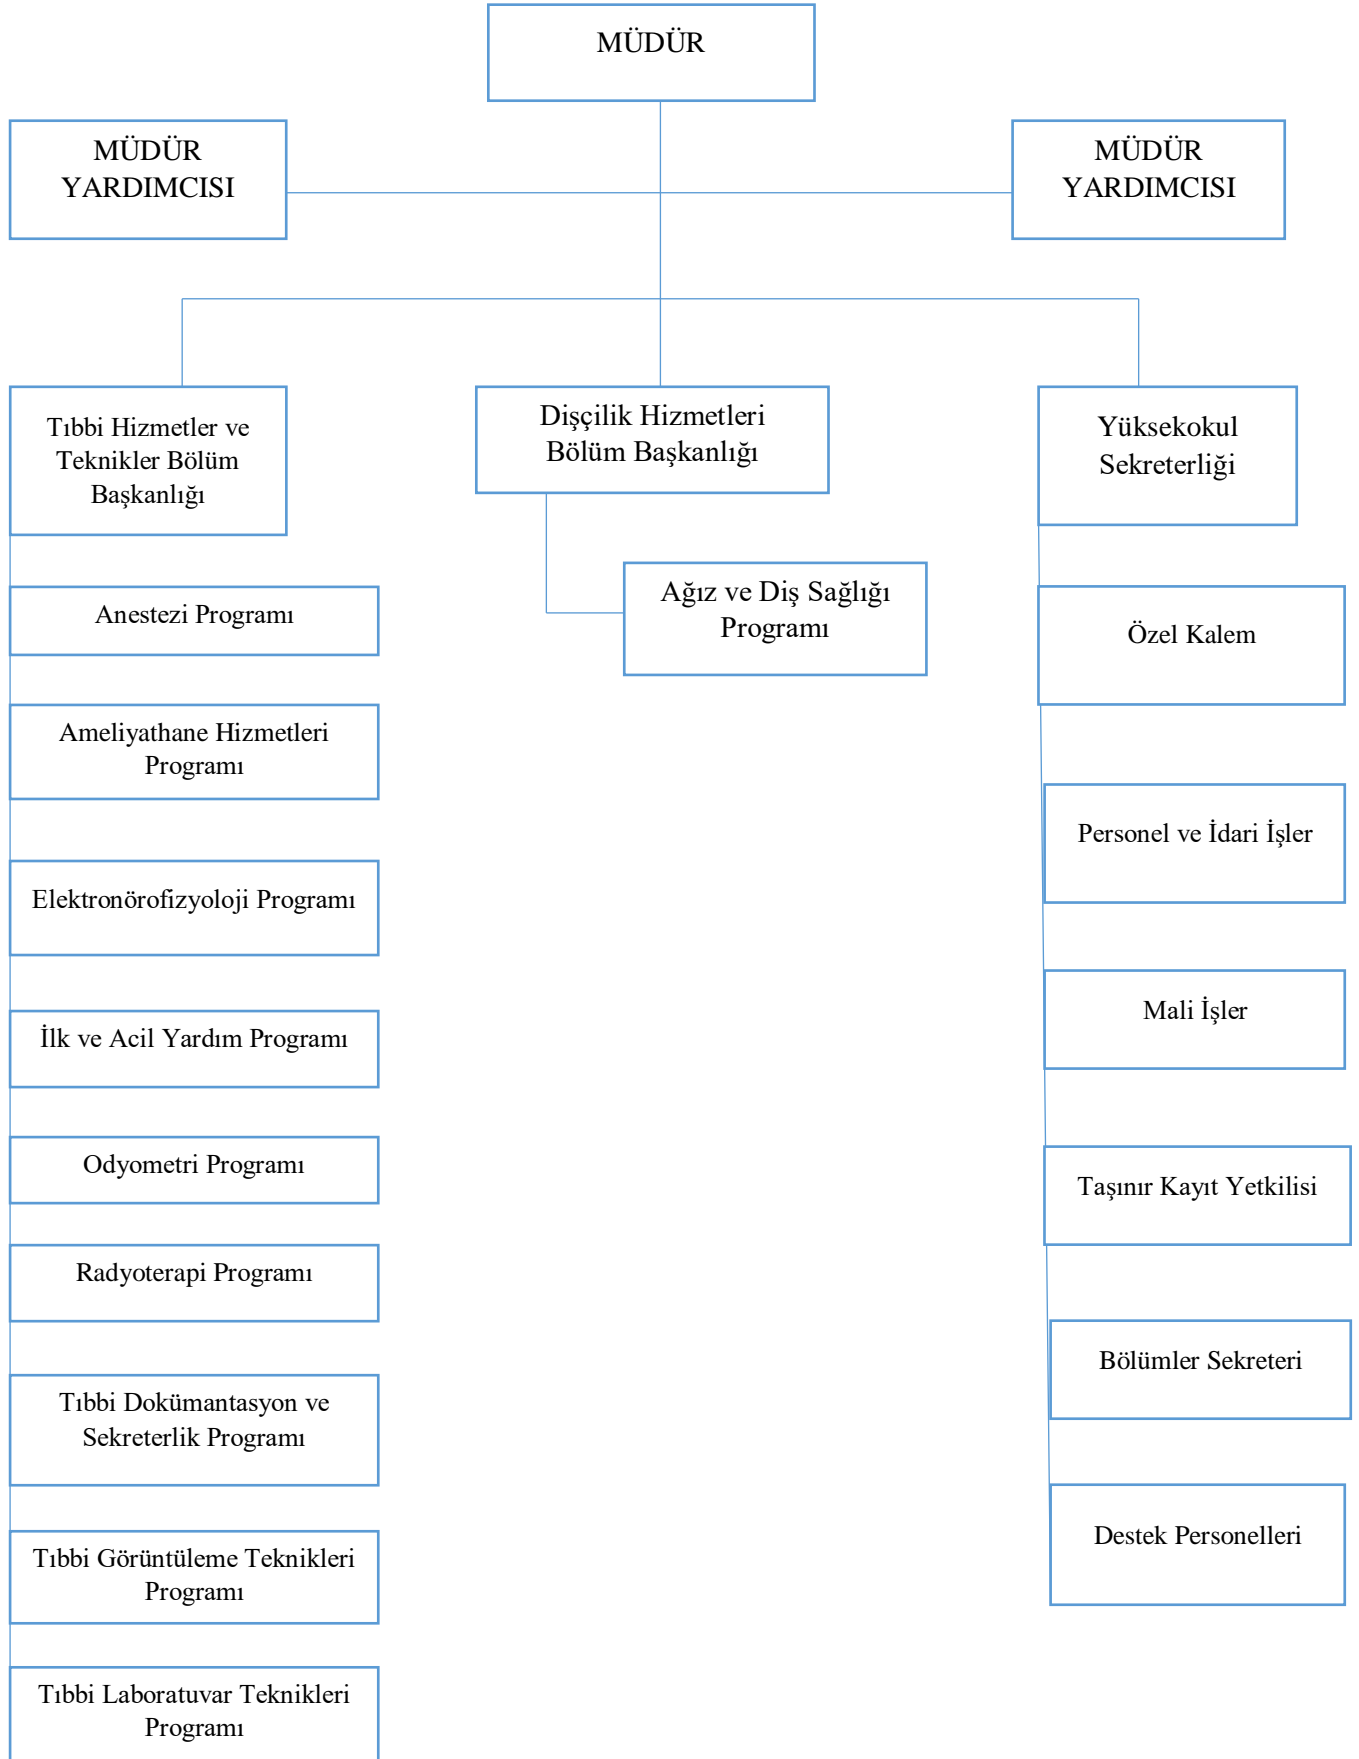 MÜDÜR
MÜDÜR
YARDIMCISI
MÜDÜR
YARDIMCISI
Tıbbi Hizmetler ve
Teknikler Bölüm
Başkanlığı
Anestezi Programı
Ameliyathane Hizmetleri
Programı
Elektronörofizyoloji Programı
İlk ve Acil Yardım Programı
Odyometri Programı
Radyoterapi Programı
Tıbbi Dokümantasyon ve
Sekreterlik Programı
Tıbbi Görüntüleme Teknikleri
Programı
Tıbbi Laboratuvar Teknikleri
Programı
Dişçilik Hizmetleri
Bölüm Başkanlığı
Ağız ve Diş Sağlığı
Programı
Yüksekokul
Sekreterliği
Özel Kalem
Personel ve İdari İşler
Mali İşler
Taşınır Kayıt Yetkilisi
Bölümler Sekreteri
Destek Personelleri